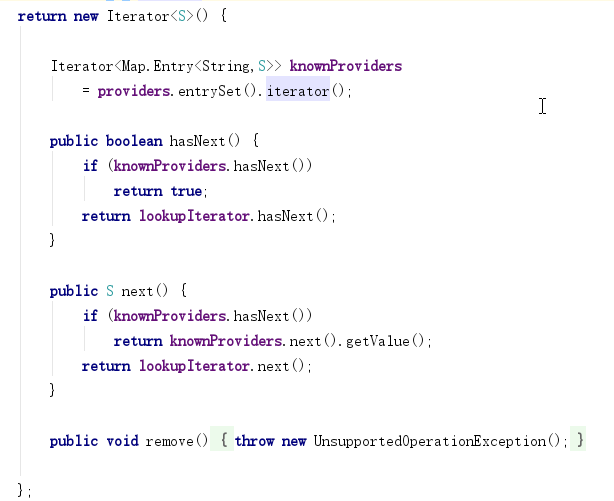 return new Iterator<S>() {
Iterator<Map.Entry<String,S>> knownProviders
= providers.entrySet().iterator();
public boolean hasNext() {
if (knownProviders.hasNext())
return true;
return lookupIterator.hasNext();
}
public S next() {
if (knownProviders.hasNext())
return knownProviders.next().getValue();
return lookupIterator.next();
}
public void remove() { throw new UnsupportedOperationException(); }
};